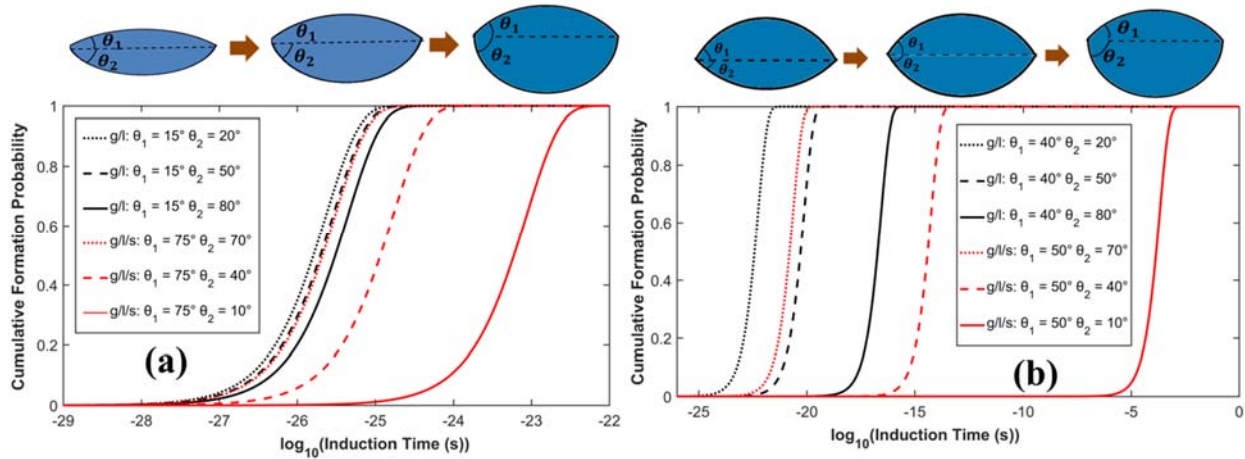 θ1
θ2
θ1
θ2
θ1
θ2
Cumulative Formation Probability
1
0.8
0.6
0.4
0.2
0
g/l: θ1 = 15° θ2 = 20°
g/l: θ1 = 15° θ2 = 50°
g/l: θ1 = 15° θ2 = 80°
g/l/s: θ1 = 75° θ2 = 70°
g/l/s: θ1 = 75° θ2 = 40°
g/l/s: θ1 = 75° θ2 = 10°
(a)
-29 -28 -27 -26 -25 -24 -23 -22
log10(Induction Time (s))
θ1
θ2
θ1
θ2
θ1
θ2
Cumulative Formation Probability
1
0.8
0.6
0.4
0.2
0
g/l: θ1 = 40° θ2 = 20°
g/l: θ1 = 40° θ2 = 50°
g/l: θ1 = 40° θ2 = 80°
g/l/s: θ1 = 50° θ2 = 70°
g/l/s: θ1 = 50° θ2 = 40°
g/l/s: θ1 = 50° θ2 = 10°
(b)
-25 -20 -15 -10 -5 0
log10(Induction Time (s))